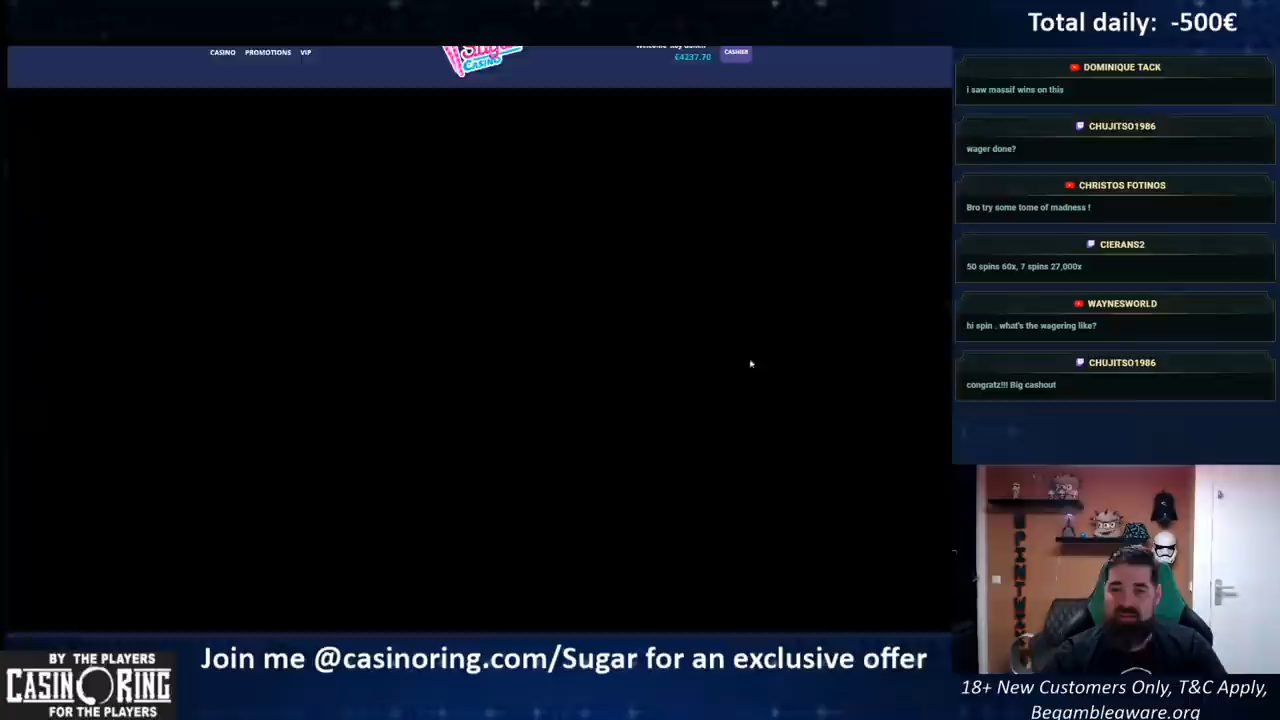 Total daily: -500€
CASINO PROMOTIONS VIP
CASINO
€4237.70
CASHIER
DOMINIQUE TACK
i saw massif wins on this
CHUJITSO1986
wager done?
CHRISTOS FOTINOS
Bro try some tome of madness !
CIERANS2
50 spins 60x, 7 spins 27,000x
WAYNESWORLD
hi spin . what's the wagering like?
CHUJITSO1986
congratz!!! Big cashout
BY THE PLAYERS
CASINORING
FOR THE PLAYERS
Join me @casinoring.com/Sugar for an exclusive offer
18+ New Customers Only, T&C Apply,
Begambleaware.org